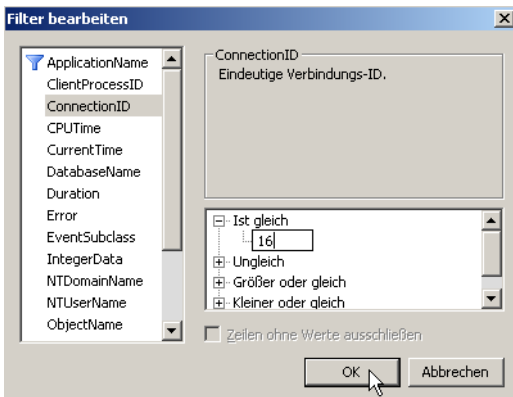 Filter bearbeiten
ApplicationName
ClientProcessID
ConnectionID
CPUTime
CurrentTime
DatabaseName
Duration
Error
EventSubclass
IntegerData
NTDomainName
NTUserName
ObjectName
ConnectionID
Eindeutige Verbindungs-ID.
Ist gleich
16
Ungleich
Größer oder gleich
Kleiner oder gleich
Zeilen ohne Werte ausschließen
OK
Abbrechen